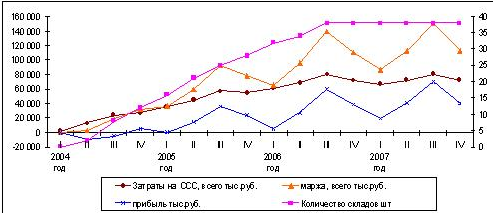 160 000 40
140 000 35
120 000 30
100 000 25
80 000 20
60 000 15
40 000 10
20 000 5
0 0
-20 000
2004 год II III IV 2005 год II III IV 2006 год II III IV 2007 год II III IV
Затраты на ССС, всего тыс.руб. маржа, всего тыс.руб.
прибыль тыс.руб. Количество складов шт